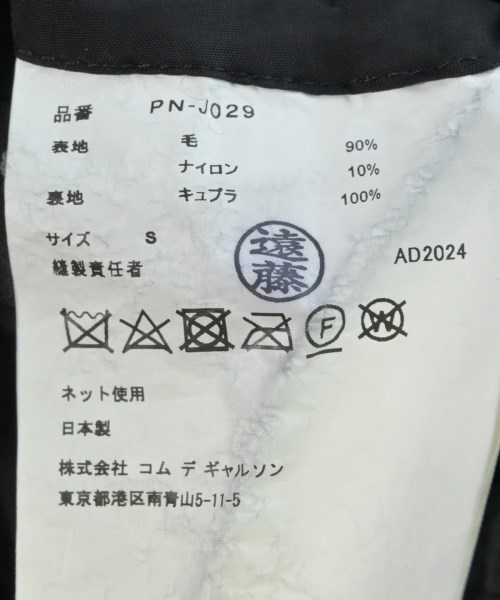 品番 PN-J029
表地 毛 90%
ナイロン 10%
裏地 キュプラ 100%
サイズ S
縫製責任者
遠藤
AD2024
F
W
ネット使用
日本製
株式会社 コム デ ギャルソン
東京都港区南青山5-11-5